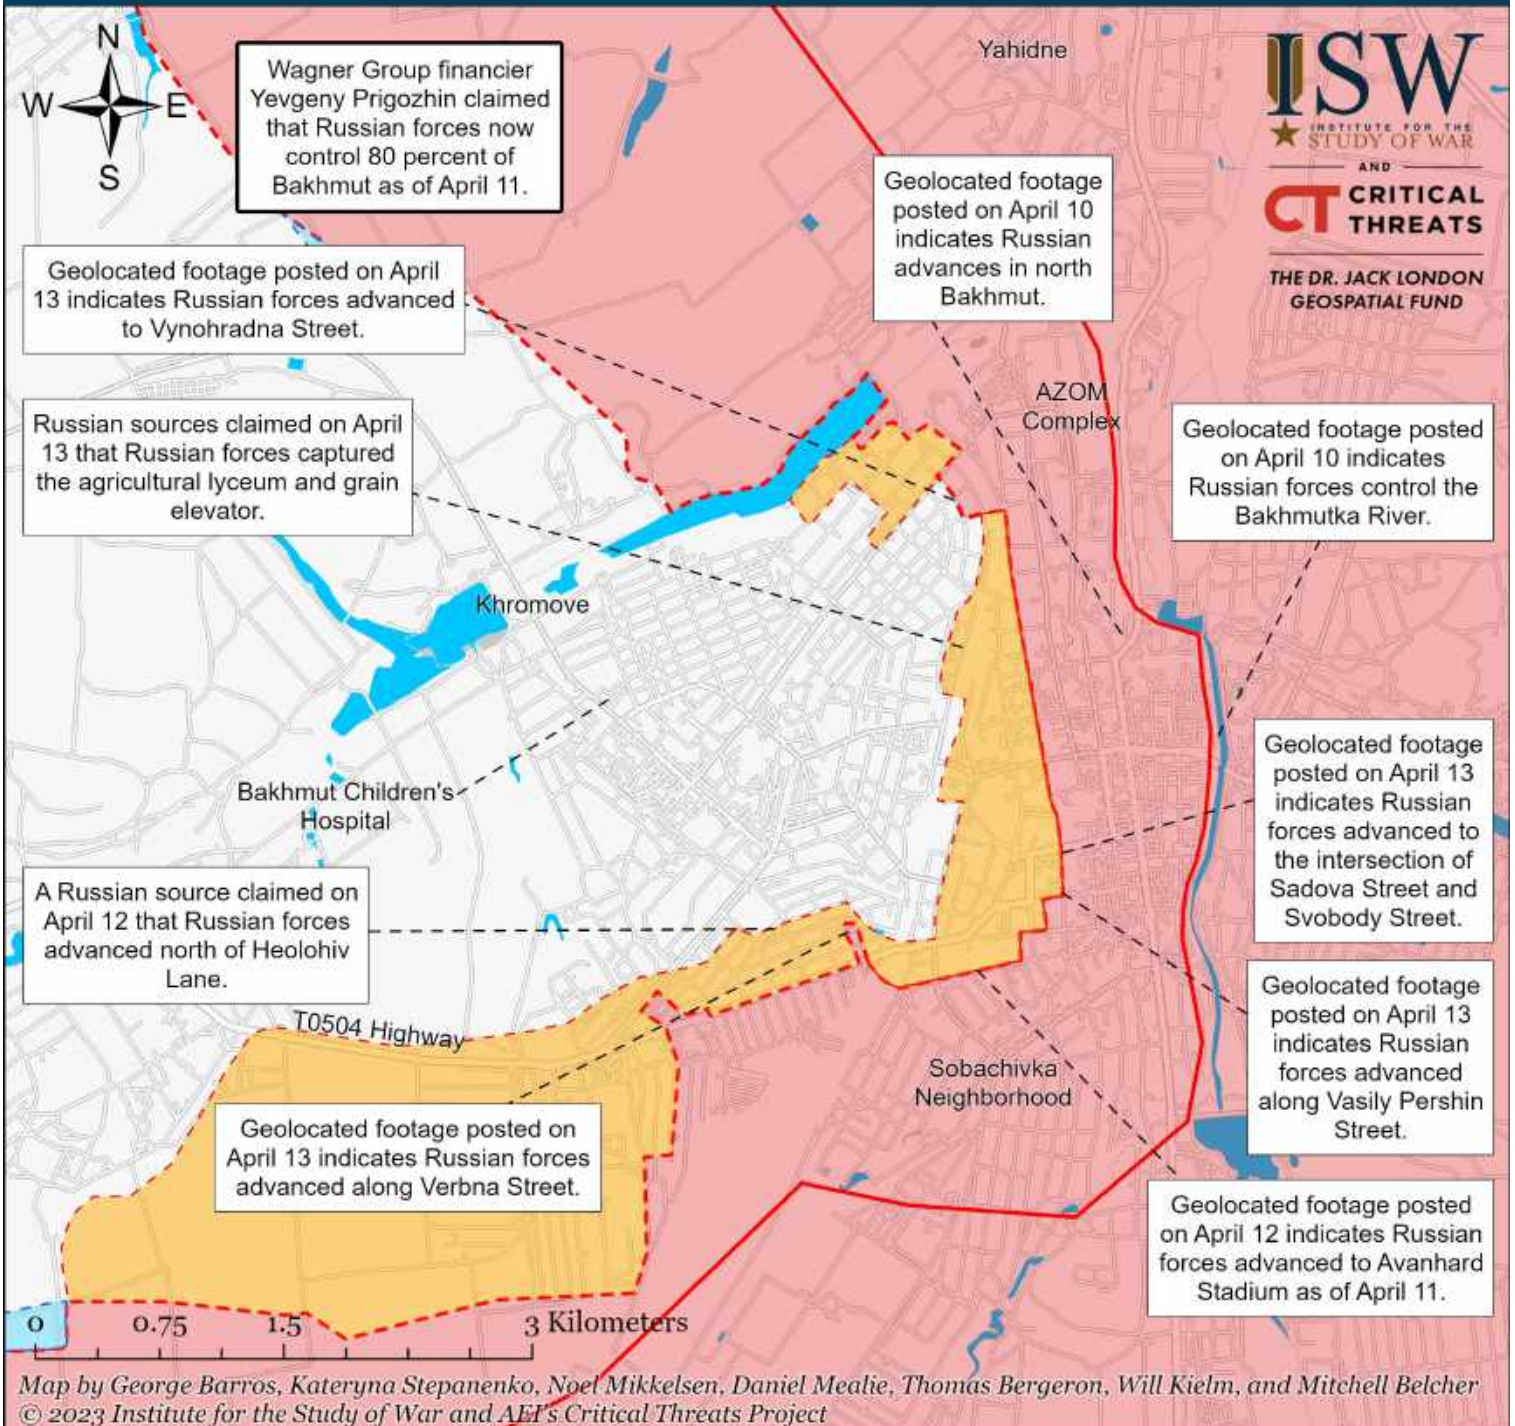 N
W
E
S
Wagner Group financier
Yevgeny Prigozhin claimed
that Russian forces now
control 80 percent of
Bakhmut as of April 11.
Yahidne
ISW
INSTITUTE FOR THE
STUDY OF WAR
AND
CT CRITICAL
THREATS
THE DR. JACK LONDON
GEOSPATIAL FUND
Geolocated footage
posted on April 10
indicates Russian
advances in north
Bakhmut.
Geolocated footage posted on April
13 indicates Russian forces advanced
to Vynohradna Street.
AZOM
Complex
Russian sources claimed on April
13 that Russian forces captured
the agricultural lyceum and grain
elevator.
Geolocated footage posted
on April 10 indicates
Russian forces control the
Bakhmutka River.
Khromove
Bakhmut Children's
Hospital
Geolocated footage
posted on April 13
indicates Russian
forces advanced to
the intersection of
Sadova Street and
Svobody Street.
A Russian source claimed on
April 12 that Russian forces
advanced north of Heolohiv
Lane.
Geolocated footage
posted on April 13
indicates Russian
forces advanced
along Vasily Pershin
Street.
T0504 Highway
Sobachivka
Neighborhood
Geolocated footage posted on
April 13 indicates Russian forces
advanced along Verbna Street.
Geolocated footage posted
on April 12 indicates Russian
forces advanced to Avanhard
Stadium as of April 11.
0 0.75 1.5 3 Kilometers
Map by George Barros, Kateryna Stepanenko, Noel Mikkelsen, Daniel Mealie, Thomas Bergeron, Will Kielm, and Mitchell Belcher
© 2023 Institute for the Study of War and AEI's Critical Threats Project